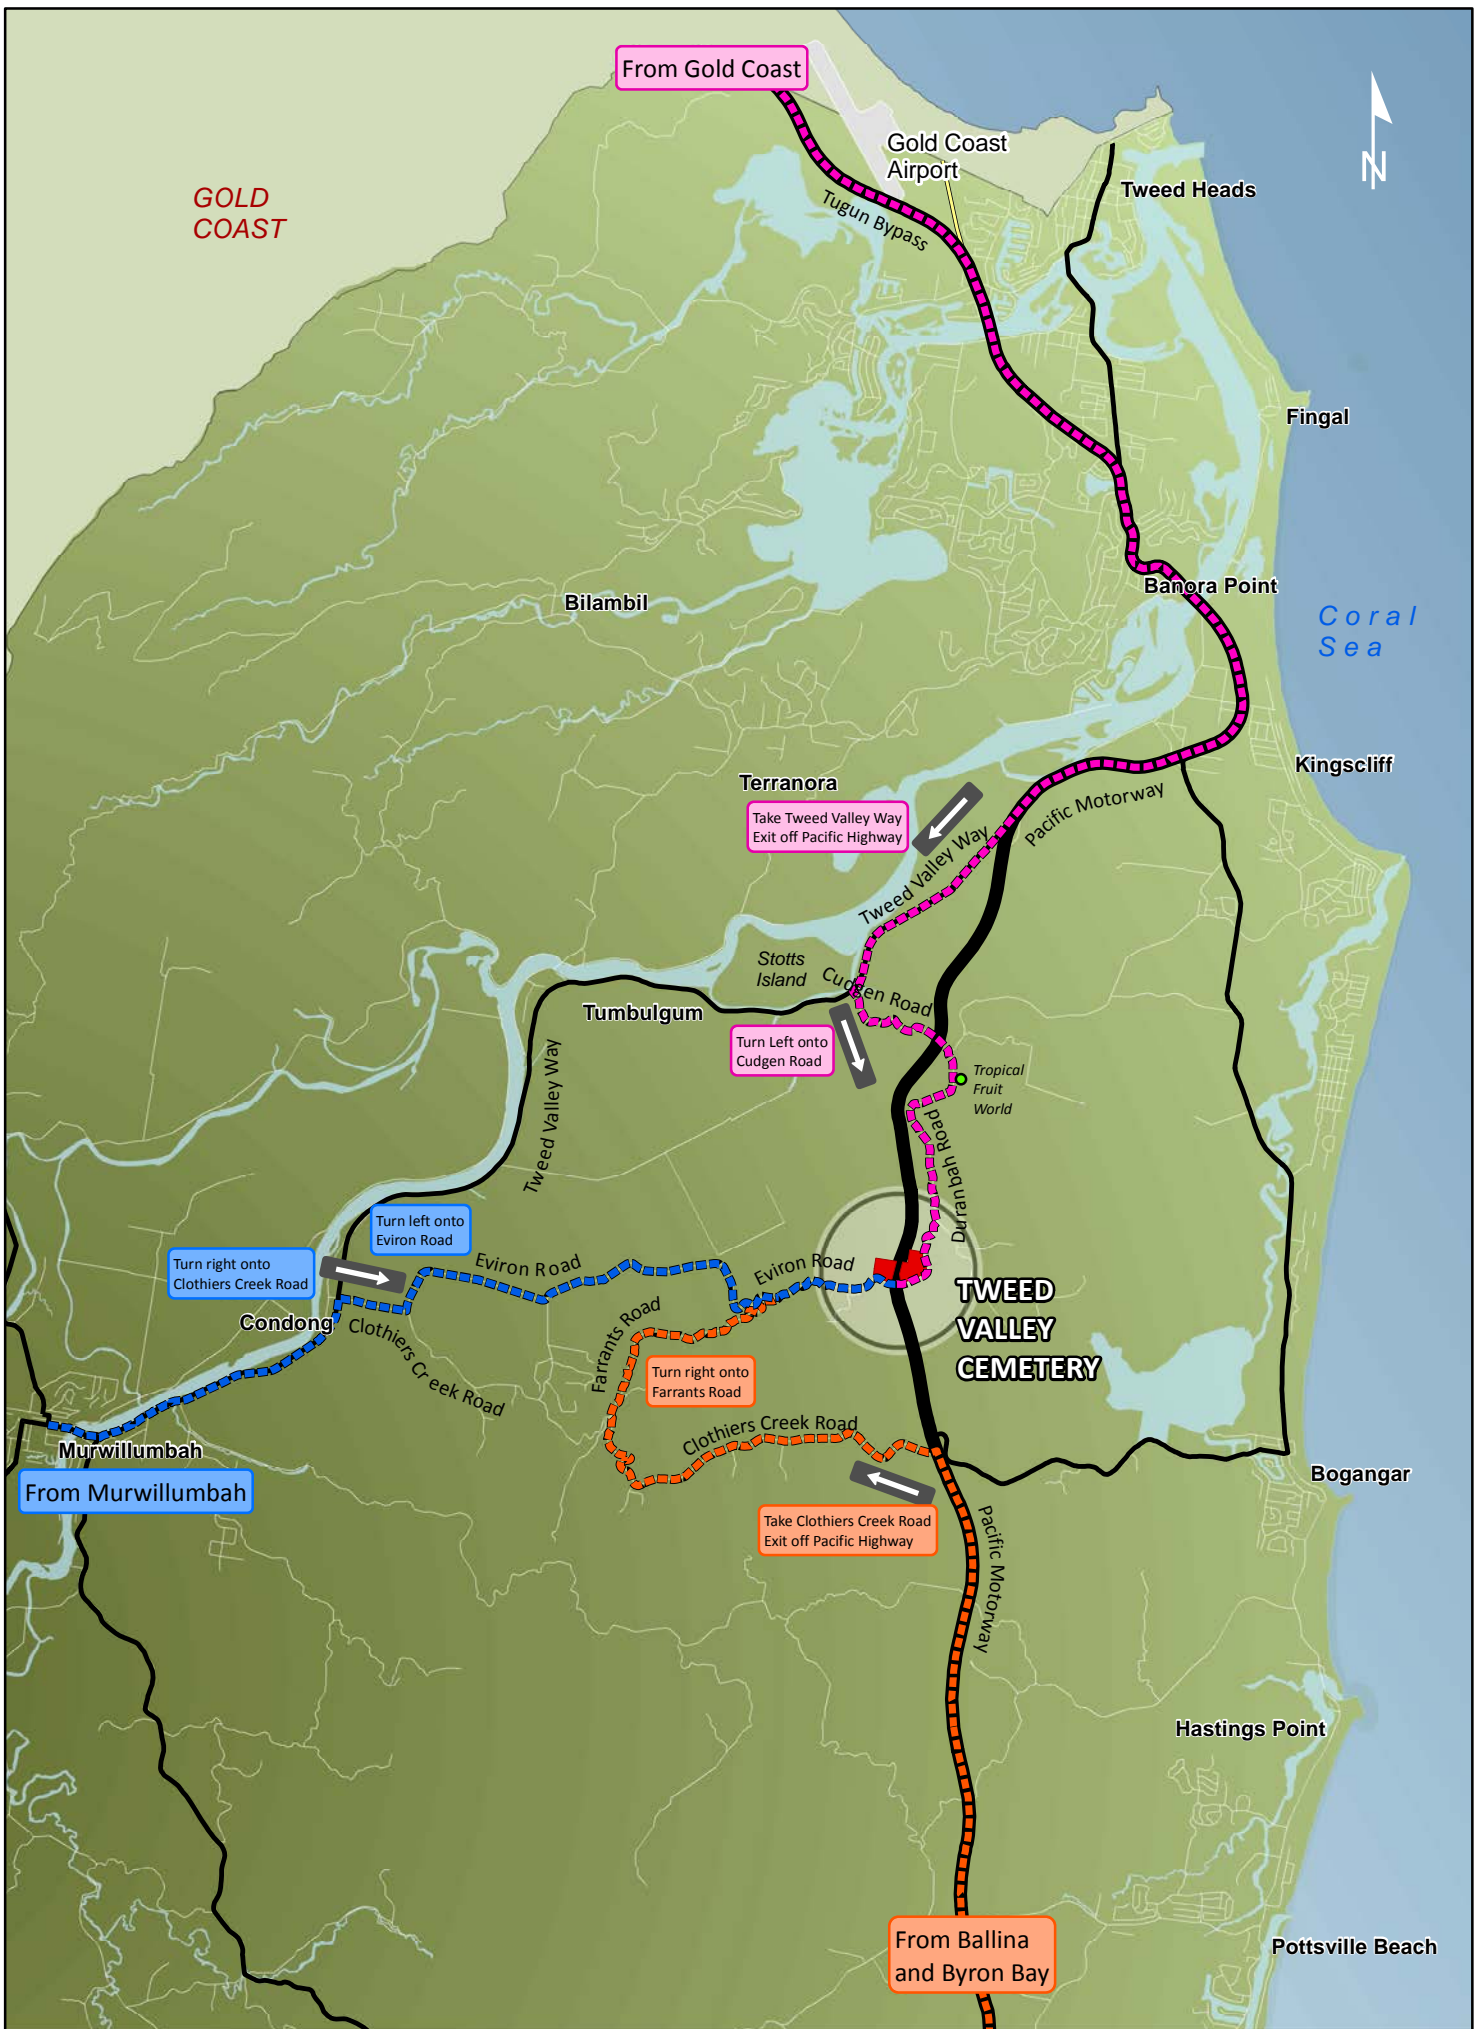 From Gold Coast
Gold Coast
Airport
N
GOLD
COAST
Tweed Heads
Tugun Bypass
Fingal
Banora Point
Bilambil
Coral
Sea
Terranora
Kingscliff
Take Tweed Valley Way
Exit off Pacific Highway
Pacific Motorway
Tweed Valley Way
Stotts
Island
Cudgen Road
Tumbulgum
Turn Left onto
Cudgen Road
Tropical
Fruit
World
Tweed Valley Way
Duranbah Road
Turn left onto
Eviron Road
Turn right onto
Clothiers Creek Road
Eviron Road
Eviron Road
TWEED
VALLEY
CEMETERY
Condong
Clothiers Creek Road
Farrants Road
Turn right onto
Farrants Road
Clothiers Creek Road
Murwillumbah
From Murwillumbah
Bogangar
Take Clothiers Creek Road
Exit off Pacific Highway
Pacific Motorway
Hastings Point
From Ballina
and Byron Bay
Pottsville Beach